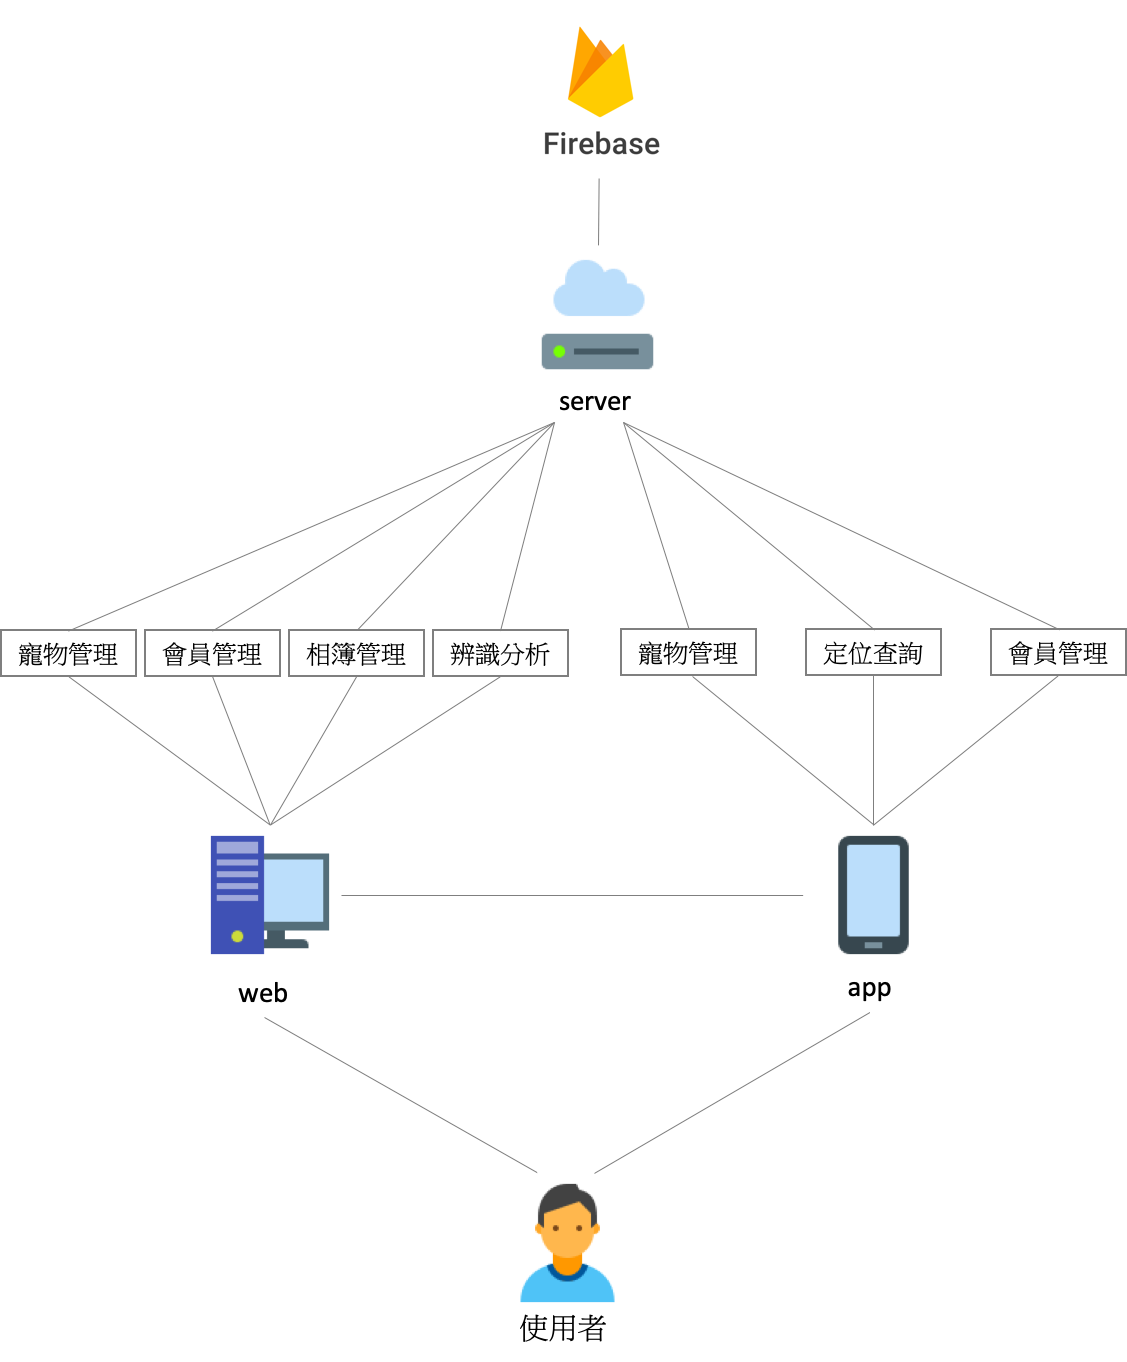 Firebase
server
寵物管理
會員管理
相簿管理
辨識分析
寵物管理
定位查詢
會員管理
web
app
使用者